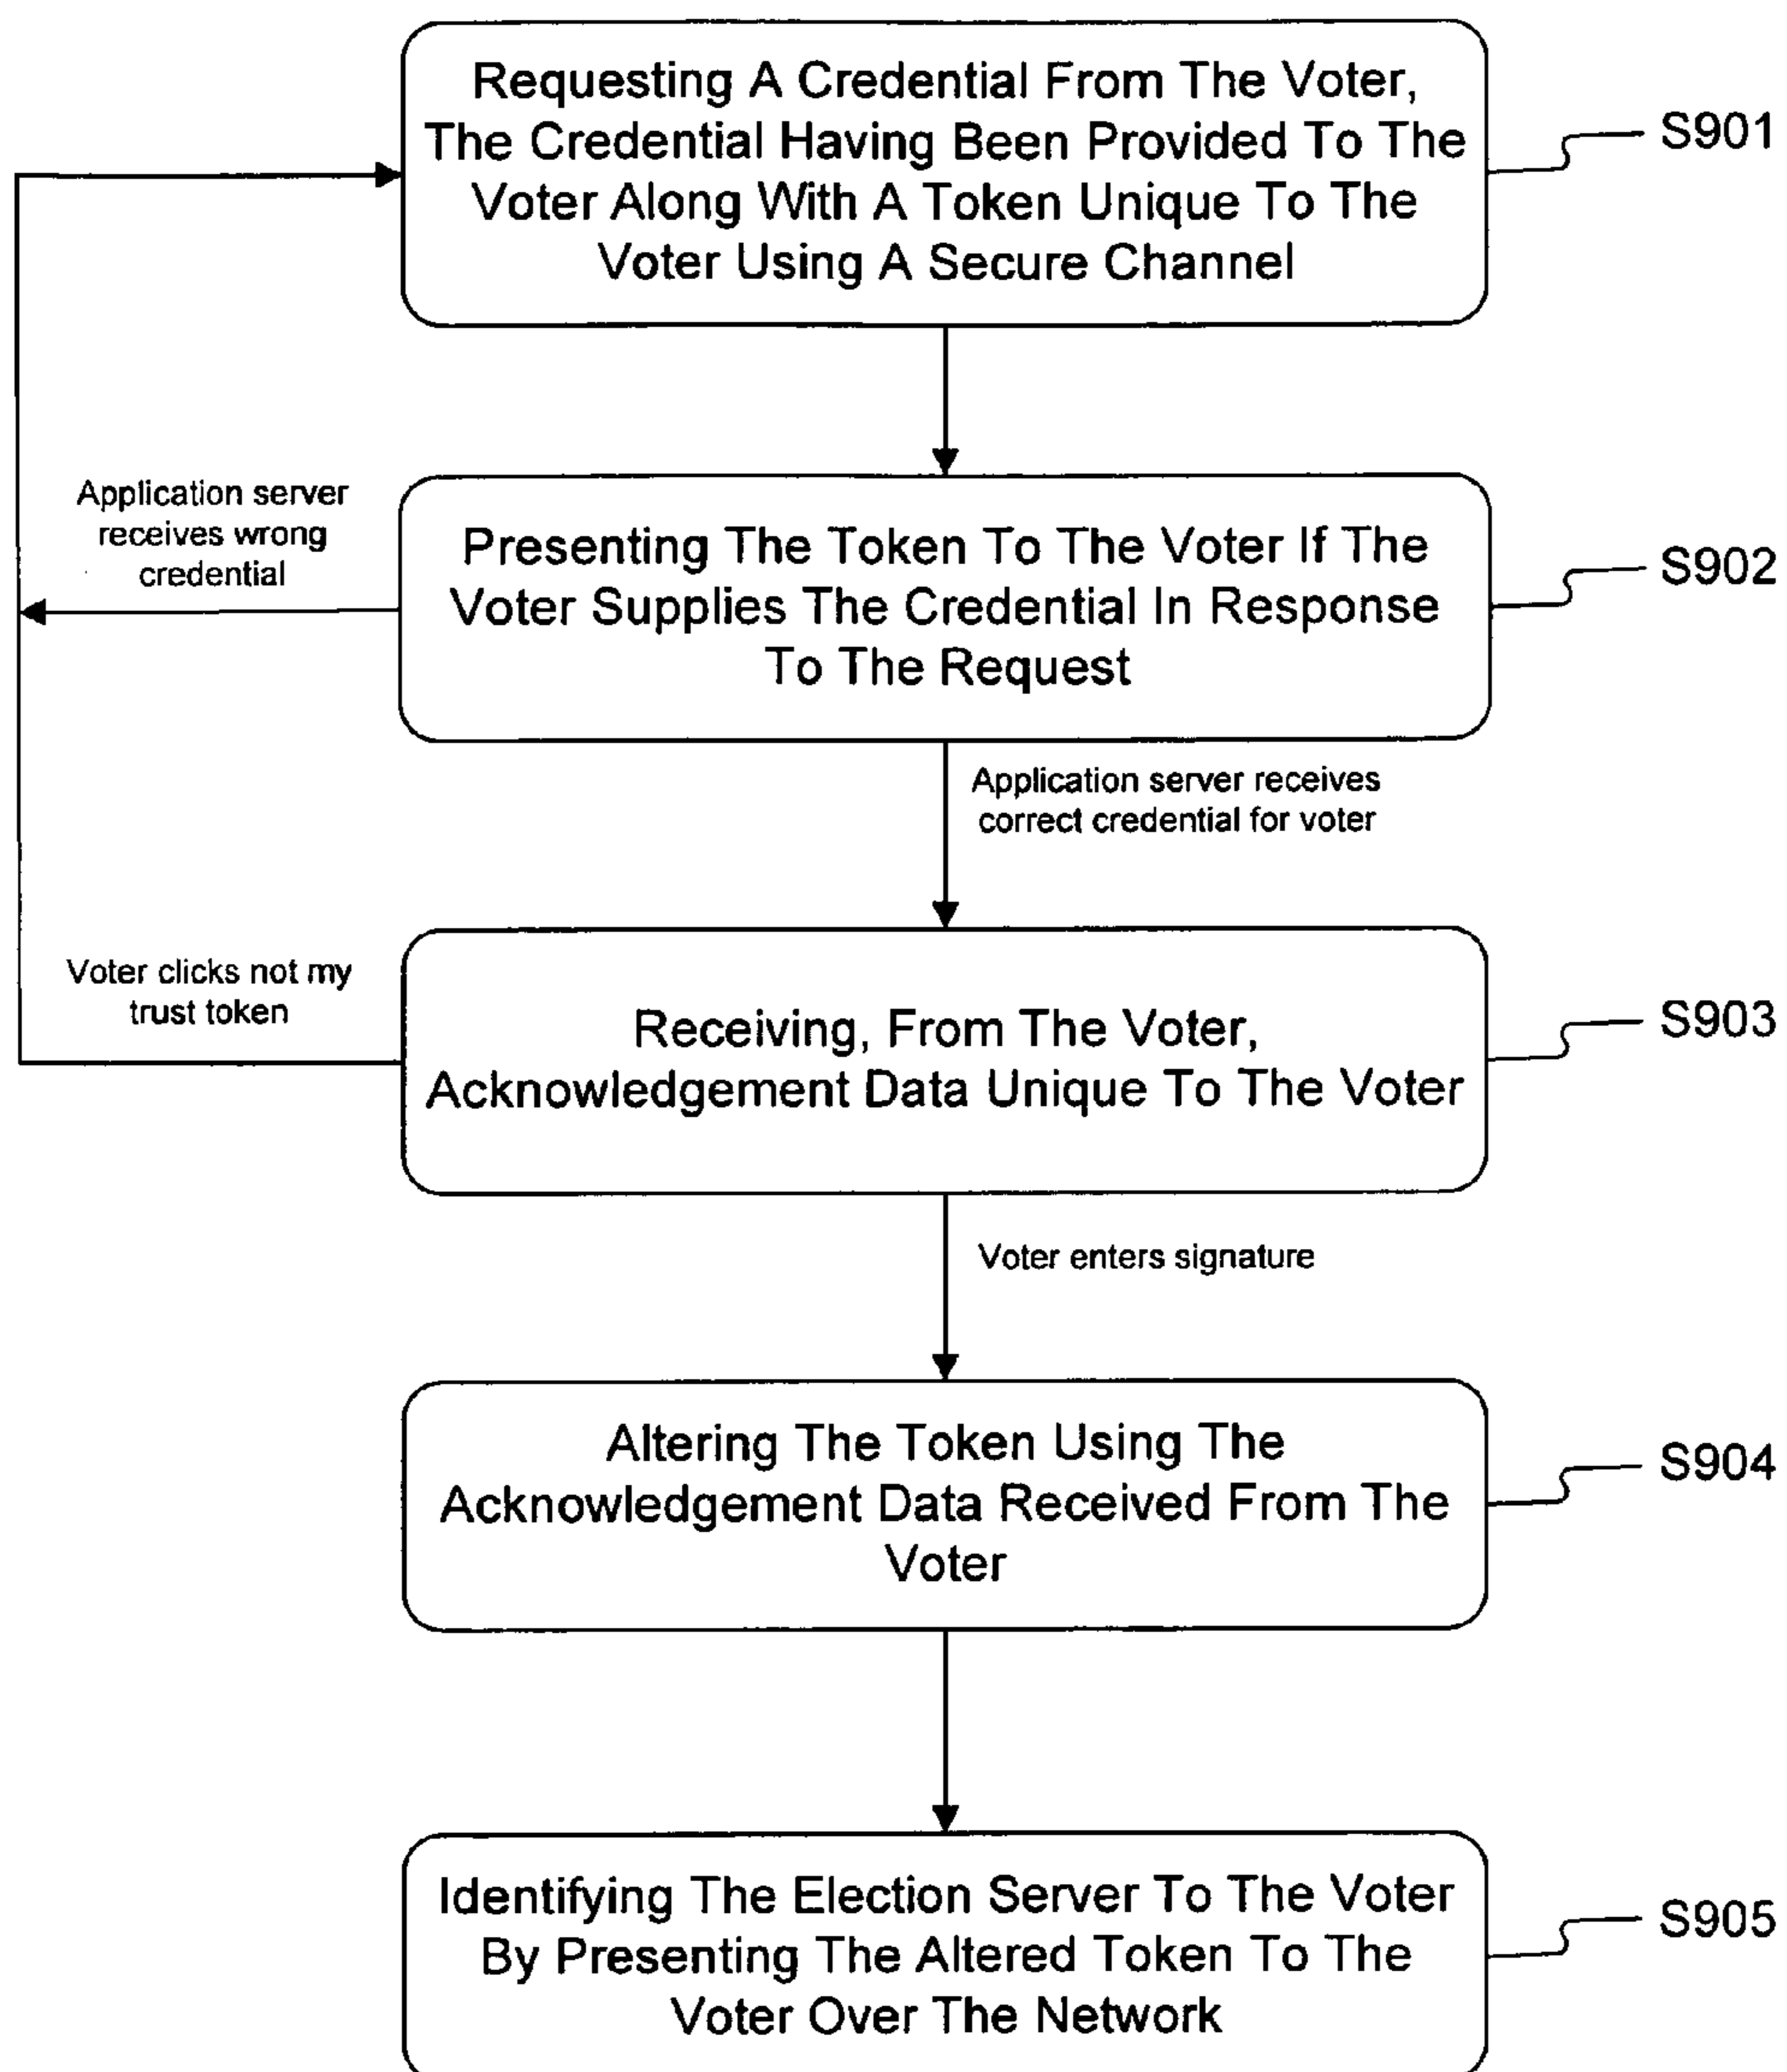 Requesting A Credential From The Voter,
The Credential Having Been Provided To The
Voter Along With A Token Unique To The
Voter Using A Secure Channel
S901
Application server
receives wrong
credential
Presenting The Token To The Voter If The
Voter Supplies The Credential In Response
To The Request
S902
Application server receives
correct credential for voter
Voter clicks not my
trust token
Receiving, From The Voter,
Acknowledgement Data Unique To The Voter
S903
Voter enters signature
Altering The Token Using The
Acknowledgement Data Received From The
Voter
S904
Identifying The Election Server To The Voter
By Presenting The Altered Token To The
Voter Over The Network
S905